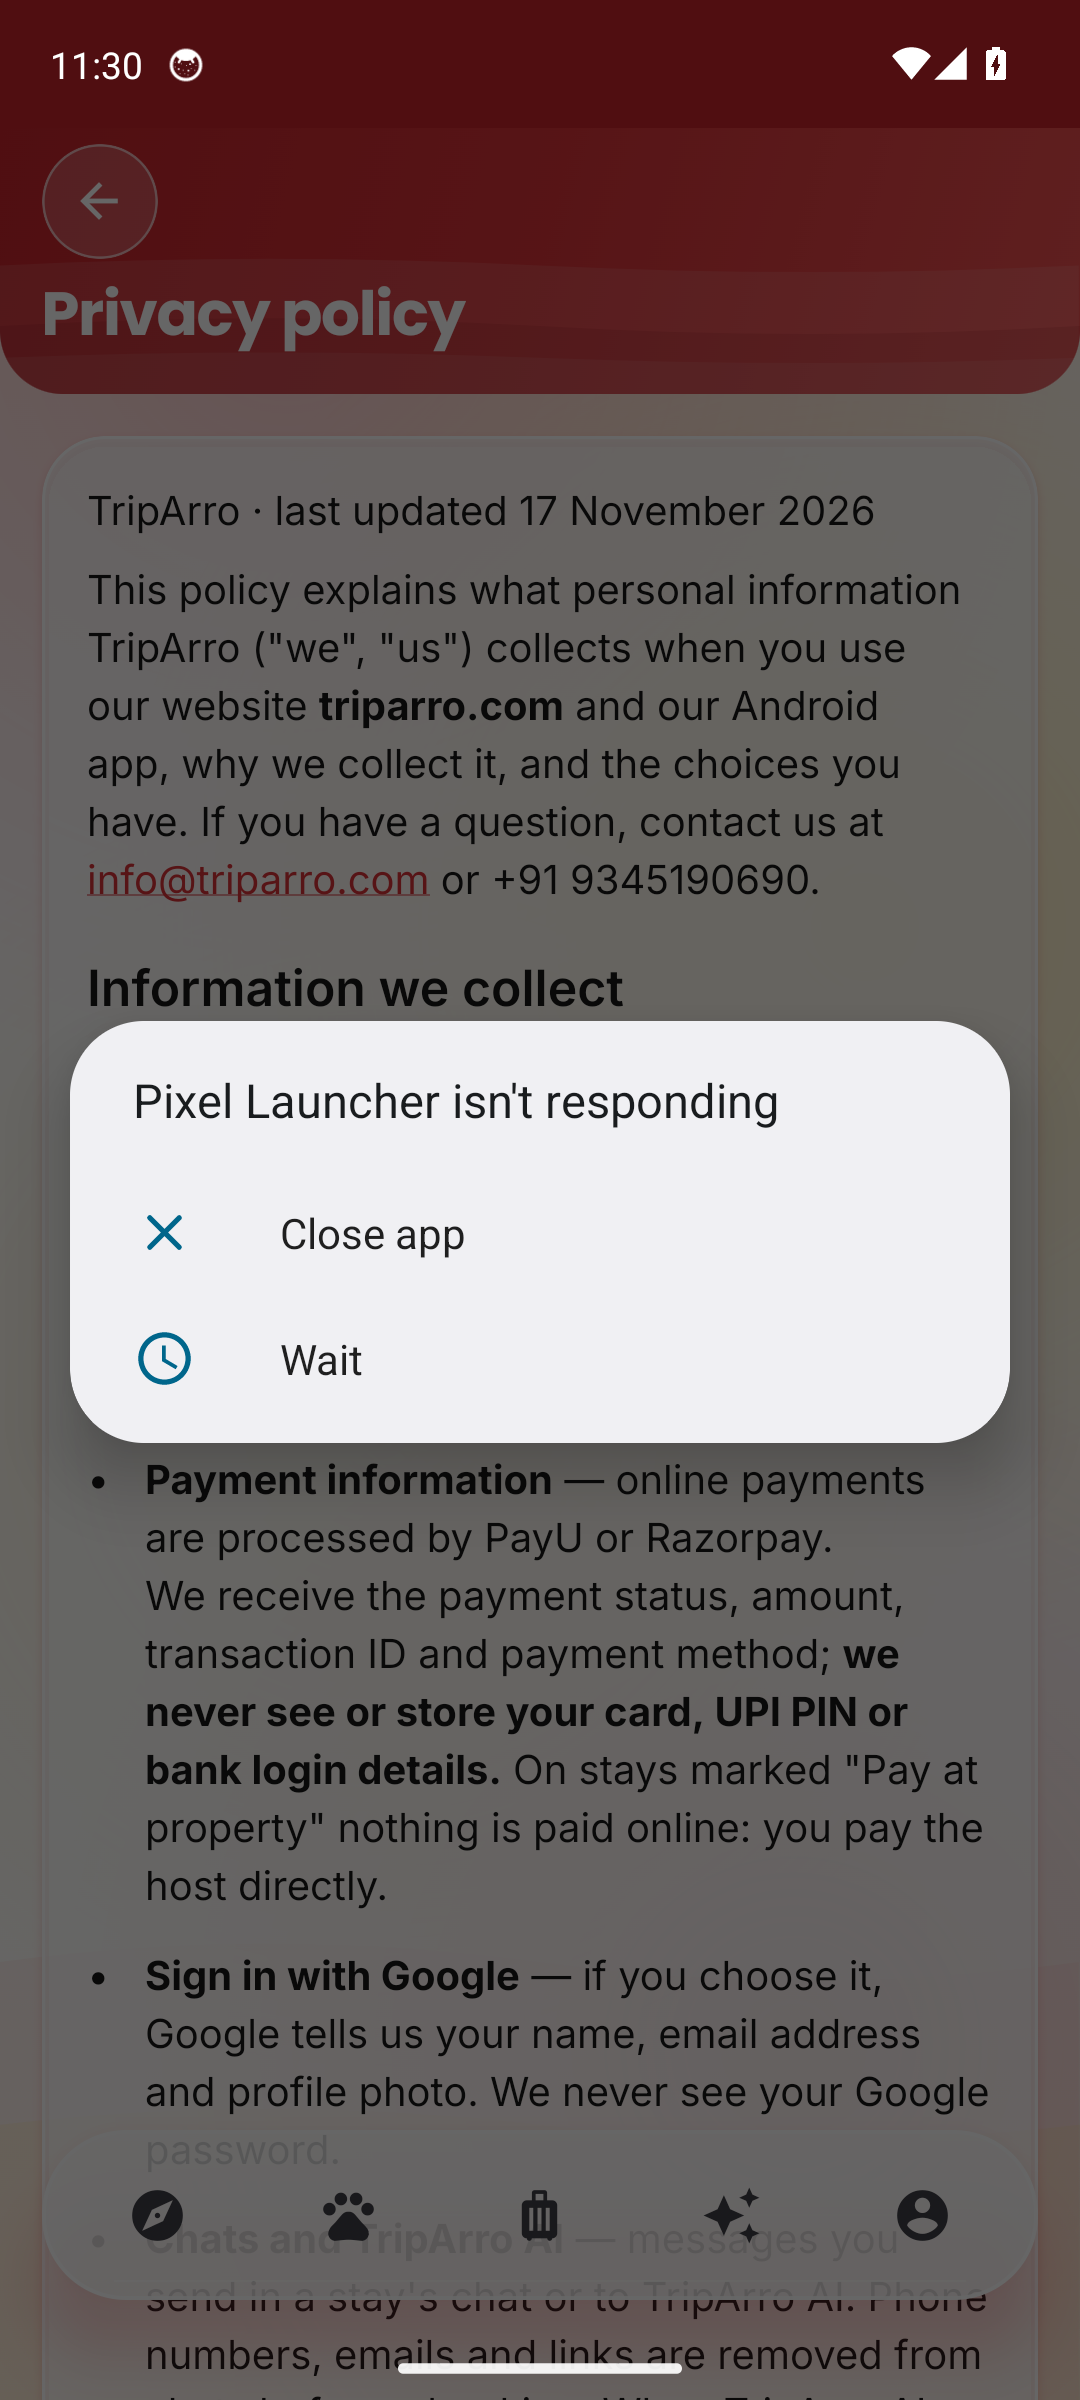 11:30
Privacy policy
TripArro · last updated 17 November 2026
This policy explains what personal information
TripArro ("we", "us") collects when you use
our website triparro.com and our Android
app, why we collect it, and the choices you
have. If you have a question, contact us at
info@triparro.com or +91 9345190690.
Information we collect
Pixel Launcher isn't responding
Close app
Wait
• Payment information — online payments
are processed by PayU or Razorpay.
We receive the payment status, amount,
transaction ID and payment method; we
never see or store your card, UPI PIN or
bank login details. On stays marked "Pay at
property" nothing is paid online: you pay the
host directly.
• Sign in with Google — if you choose it,
Google tells us your name, email address
and profile photo. We never see your Google
password.
• Chats and TripArro AI — messages you
send in a stay's chat or to TripArro AI. Phone
numbers, emails and links are removed from